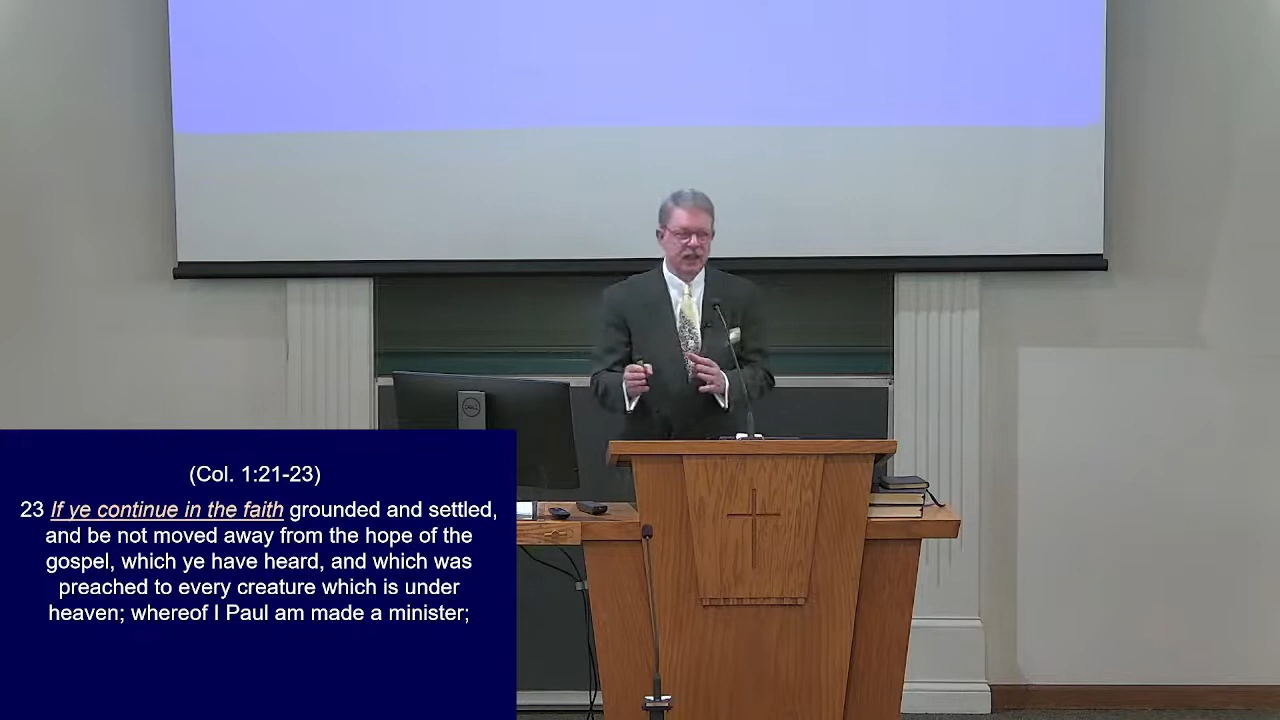 (Col. 1:21-23)
23 If ye continue in the faith grounded and settled,
and be not moved away from the hope of the
gospel, which ye have heard, and which was
preached to every creature which is under
heaven; whereof I Paul am made a minister;
DELL